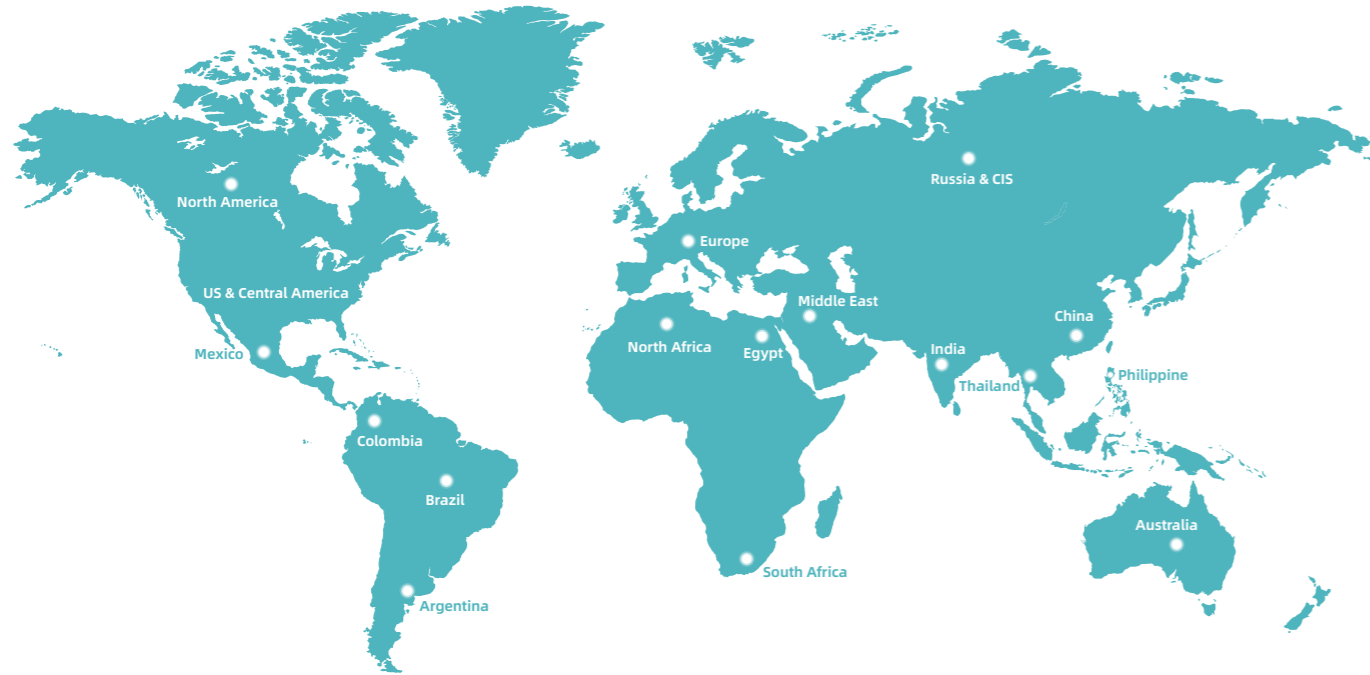 Russia & CIS
North America
Europe
US & Central America
Middle East
China
North Africa
India
Egypt
Mexico
Philippine
Thailand
Colombia
Brazil
Australia
South Africa
Argentina